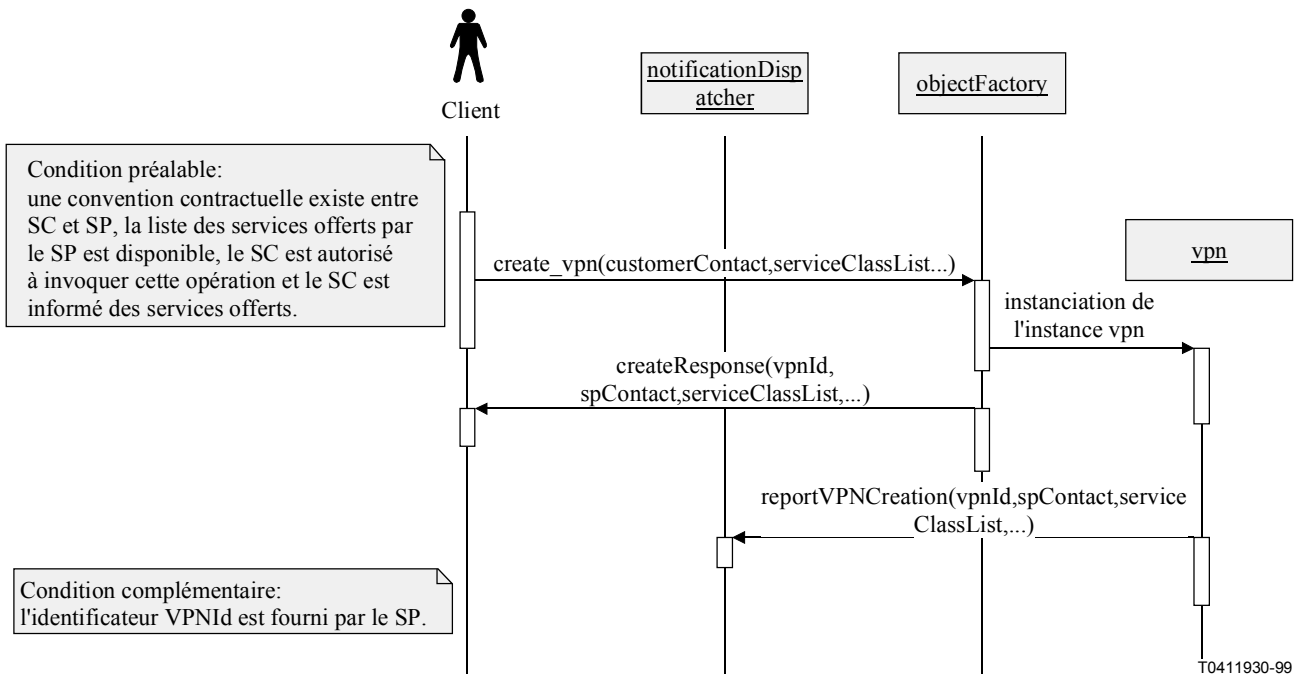 Client
notificationDisp
atcher
objectFactory
Condition préalable:
une convention contractuelle existe entre
SC et SP, la liste des services offerts par
le SP est disponible, le SC est autorisé
à invoquer cette opération et le SC est
informé des services offerts.
vpn
create_vpn(customerContact,serviceClassList...)
instanciation de
l'instance vpn
createResponse(vpnId,
spContact,serviceClassList,...)
reportVPNCreation(vpnId,spContact,service
ClassList,...)
Condition complémentaire:
l'identificateur VPNId est fourni par le SP.
T0411930-99